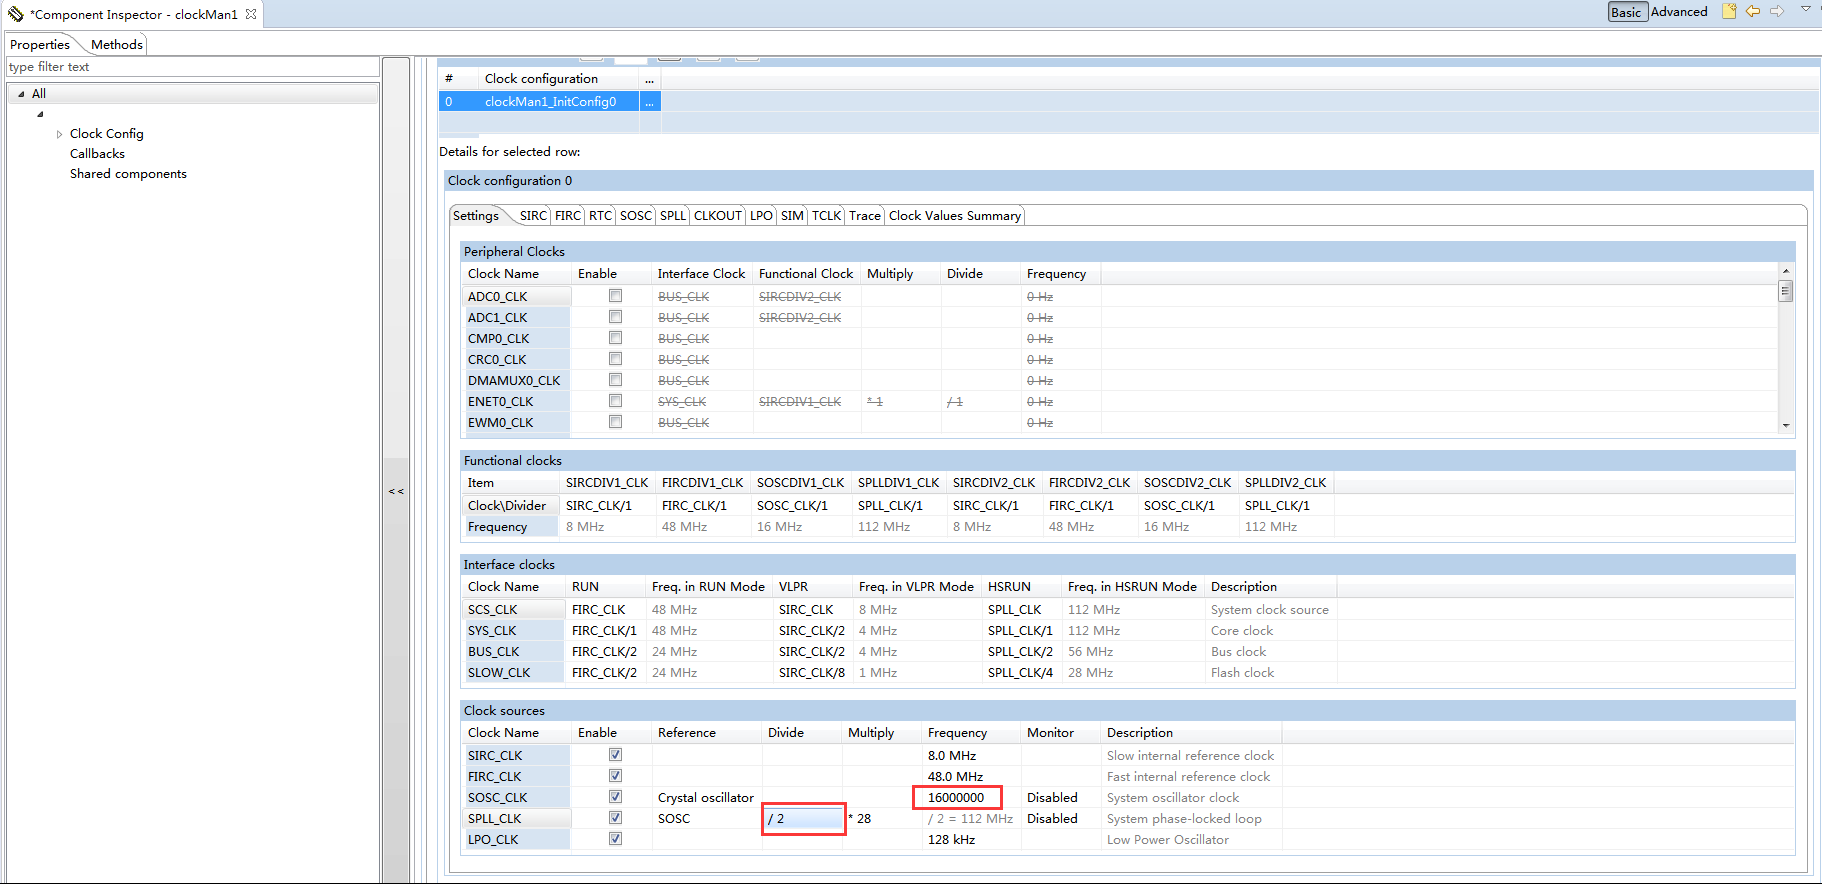 *Component Inspector - clockMan1
Basic Advanced
Properties Methods
type filter text
All
Clock Config
Callbacks
Shared components
<<
# Clock configuration ...
0 clockMan1_InitConfig0 ...
Details for selected row:
Clock configuration 0
Settings SIRC FIRC RTC SOSC SPLL CLKOUT LPO SIM TCLK Trace Clock Values Summary
Peripheral Clocks
Clock Name Enable Interface Clock Functional Clock Multiply Divide Frequency
ADC0_CLK BUS_CLK SIRCDIV2_CLK 0 Hz
ADC1_CLK BUS_CLK SIRCDIV2_CLK 0 Hz
CMP0_CLK BUS_CLK 0 Hz
CRC0_CLK BUS_CLK 0 Hz
DMAMUX0_CLK BUS_CLK 0 Hz
ENET0_CLK SYS_CLK SIRCDIV1_CLK * 1 / 1 0 Hz
EWM0_CLK BUS_CLK 0 Hz
Functional clocks
Item SIRCDIV1_CLK FIRCDIV1_CLK SOSCDIV1_CLK SPLLDIV1_CLK SIRCDIV2_CLK FIRCDIV2_CLK SOSCDIV2_CLK SPLLDIV2_CLK
Clock\Divider SIRC_CLK/1 FIRC_CLK/1 SOSC_CLK/1 SPLL_CLK/1 SIRC_CLK/1 FIRC_CLK/1 SOSC_CLK/1 SPLL_CLK/1
Frequency 8 MHz 48 MHz 16 MHz 112 MHz 8 MHz 48 MHz 16 MHz 112 MHz
Interface clocks
Clock Name RUN Freq. in RUN Mode VLPR Freq. in VLPR Mode HSRUN Freq. in HSRUN Mode Description
SCS_CLK FIRC_CLK 48 MHz SIRC_CLK 8 MHz SPLL_CLK 112 MHz System clock source
SYS_CLK FIRC_CLK/1 48 MHz SIRC_CLK/2 4 MHz SPLL_CLK/1 112 MHz Core clock
BUS_CLK FIRC_CLK/2 24 MHz SIRC_CLK/2 4 MHz SPLL_CLK/2 56 MHz Bus clock
SLOW_CLK FIRC_CLK/2 24 MHz SIRC_CLK/8 1 MHz SPLL_CLK/4 28 MHz Flash clock
Clock sources
Clock Name Enable Reference Divide Multiply Frequency Monitor Description
SIRC_CLK 8.0 MHz Slow internal reference clock
FIRC_CLK 48.0 MHz Fast internal reference clock
SOSC_CLK Crystal oscillator 16000000 Disabled System oscillator clock
SPLL_CLK SOSC / 2 * 28 / 2 = 112 MHz Disabled System phase-locked loop
LPO_CLK 128 kHz Low Power Oscillator